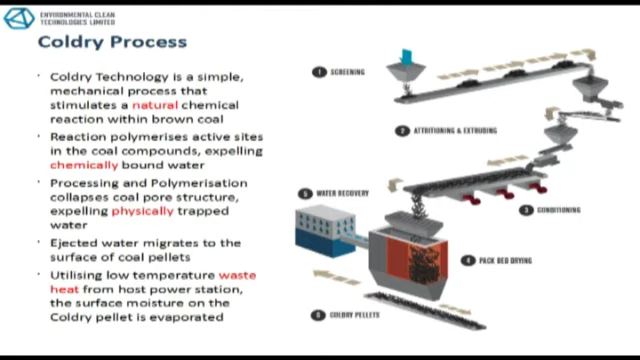 ENVIRONMENTAL CLEAN
TECHNOLOGIES LIMITED
Coldry Process
· Coldry Technology is a simple,
mechanical process that
stimulates a natural chemical
reaction within brown coal
· Reaction polymerises active sites
in the coal compounds, expelling
chemically bound water
· Processing and Polymerisation
collapses coal pore structure,
expelling physically trapped
water
· Ejected water migrates to the
surface of coal pellets
· Utilising low temperature waste
heat from host power station,
the surface moisture on the
Coldry pellet is evaporated
1 SCREENING
2 ATTRITIONING & EXTRUDING
WATER RECOVERY
3 CONDITIONING
4 PACK BED DRYING
COLDRY PELLETS